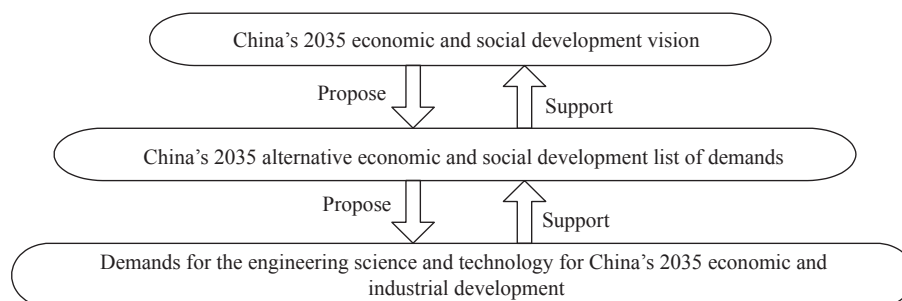 China's 2035 economic and social development vision
Propose
Support
China's 2035 alternative economic and social development list of demands
Propose
Support
Demands for the engineering science and technology for China's 2035 economic and
industrial development